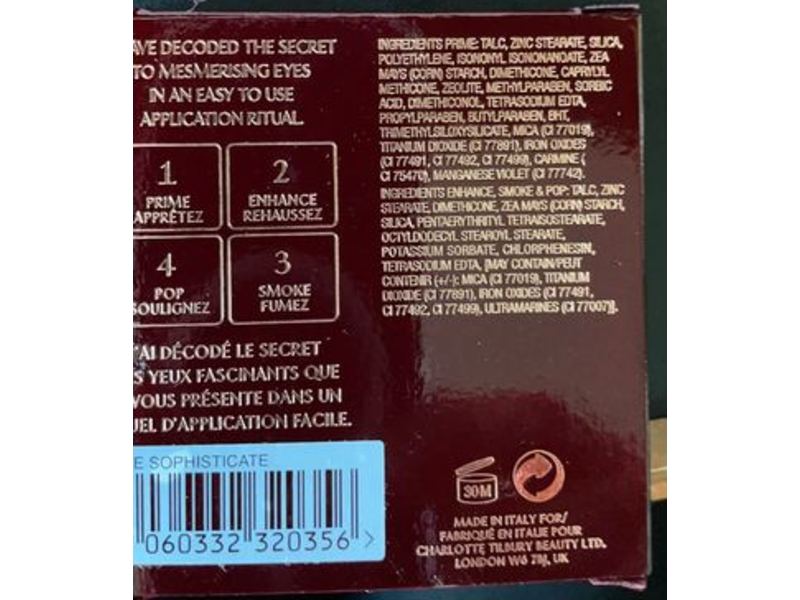 AVE DECODED THE SECRET
TO MESMERISING EYES
IN AN EASY TO USE
APPLICATION RITUAL.
1
PRIME
APPRÊTEZ
2
ENHANCE
REHAUSSEZ
4
POP
SOULIGNEZ
3
SMOKE
FUMEZ
'AI DÉCODÉ LE SECRET
S YEUX FASCINANTS QUE
VOUS PRÉSENTE DANS UN
UEL D'APPLICATION FACILE.
E SOPHISTICATE
060332 320356 >
INGREDIENTS PRIME: TALC, ZINC STEARATE, SILICA,
POLYETHYLENE, ISONONYL ISONONANOATE, ZEA
MAYS (CORN) STARCH, DIMETHICONE, CAPRYLYL
METHICONE, ZEOLITE, METHYLPARABEN, SORBIC
ACID, DIMETHICONOL, TETRASODIUM EDTA,
PROPYLPARABEN, BUTYLPARABEN, BHT,
TRIMETHYLSILOXYSILICATE, MICA (CI 77019),
TITANIUM DIOXIDE (CI 77891), IRON OXIDES
(CI 77491, CI 77492, CI 77499), CARMINE (
CI 75470), MANGANESE VIOLET (CI 77742).
INGREDIENTS ENHANCE, SMOKE & POP: TALC, ZINC
STEARATE, DIMETHICONE, ZEA MAYS (CORN) STARCH,
SILICA, PENTAERYTHRITYL TETRAISOSTEARATE,
OCTYLDODECYL STEAROYL STEARATE,
POTASSIUM SORBATE, CHLORPHENESIN,
TETRASODIUM EDTA, [MAY CONTAIN/PEUT
CONTENIR (+/-): MICA (CI 77019), TITANIUM
DIOXIDE (CI 77891), IRON OXIDES (CI 77491,
CI 77492, CI 77499), ULTRAMARINES (CI 77007)].
30M
MADE IN ITALY FOR/
FABRIQUÉ EN ITALIE POUR
CHARLOTTE TILBURY BEAUTY LTD.
LONDON W6 7BJ, UK